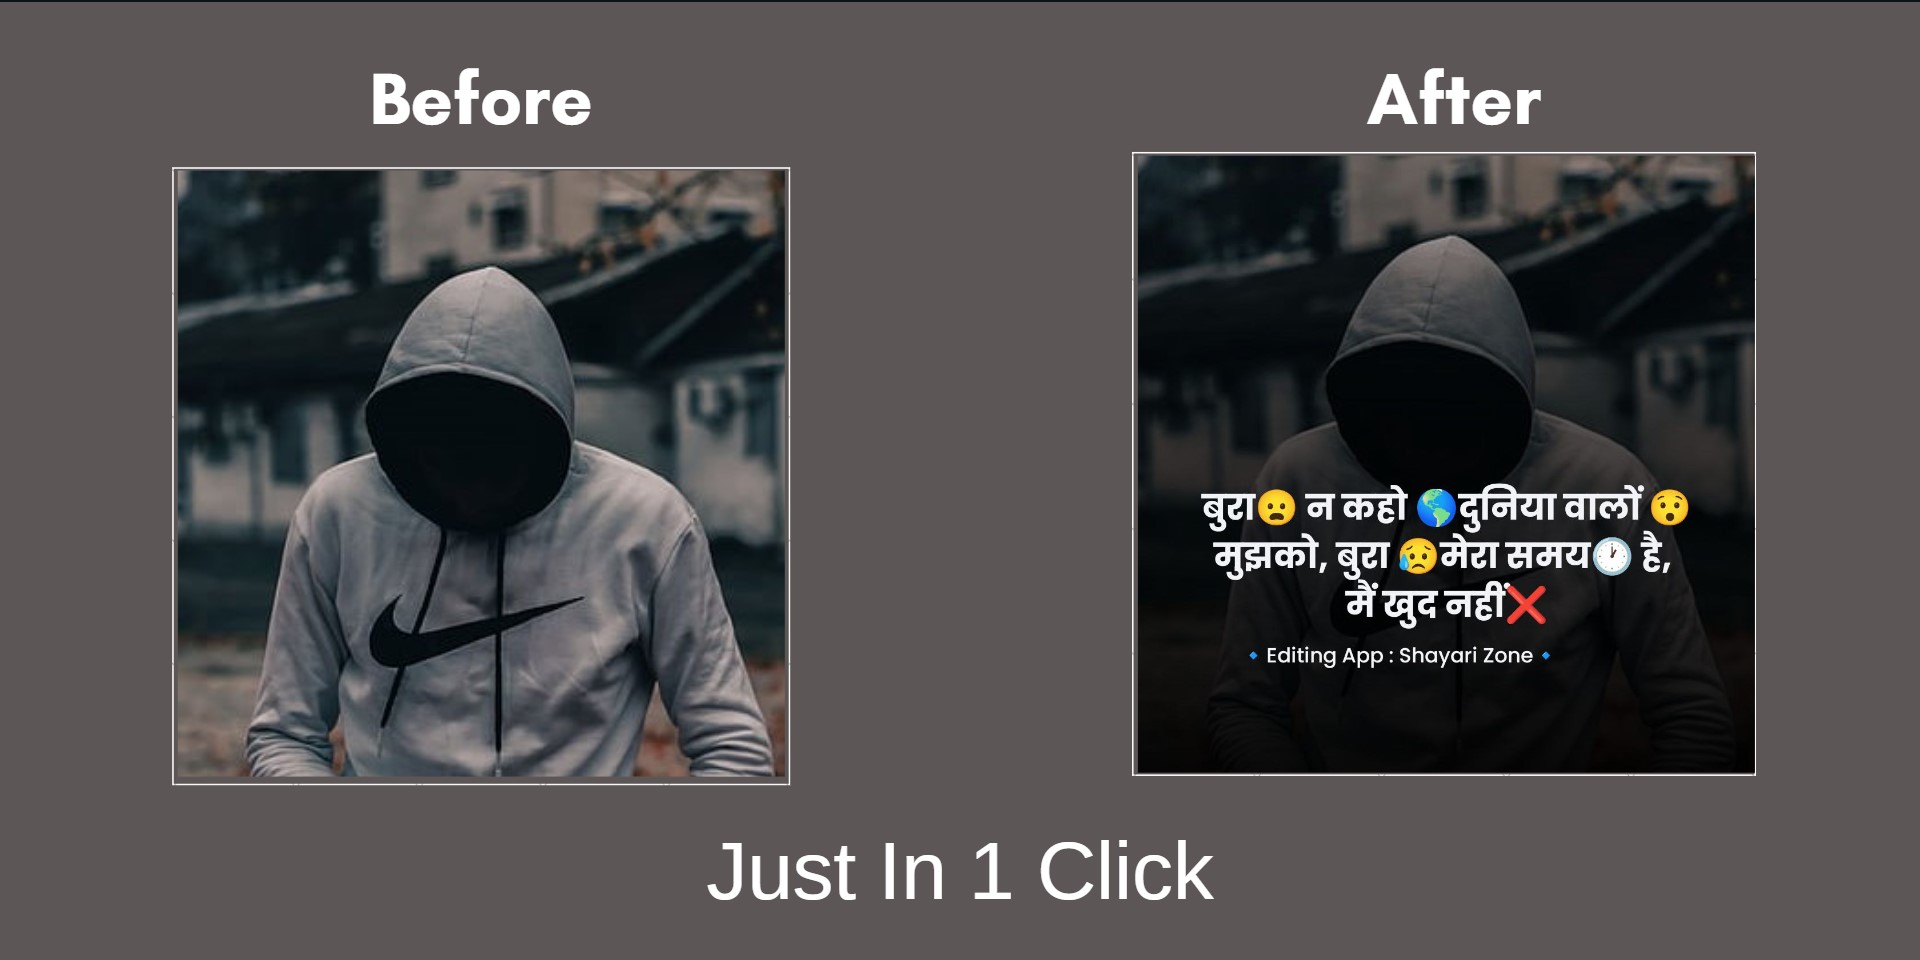 Before
After
बुरा😦 न कहो 🌎दुनिया वालों 😯
मुझको, बुरा 😥मेरा समय🕐 है,
मैं खुद नहीं❌
🔹Editing App : Shayari Zone🔹
Just In 1 Click